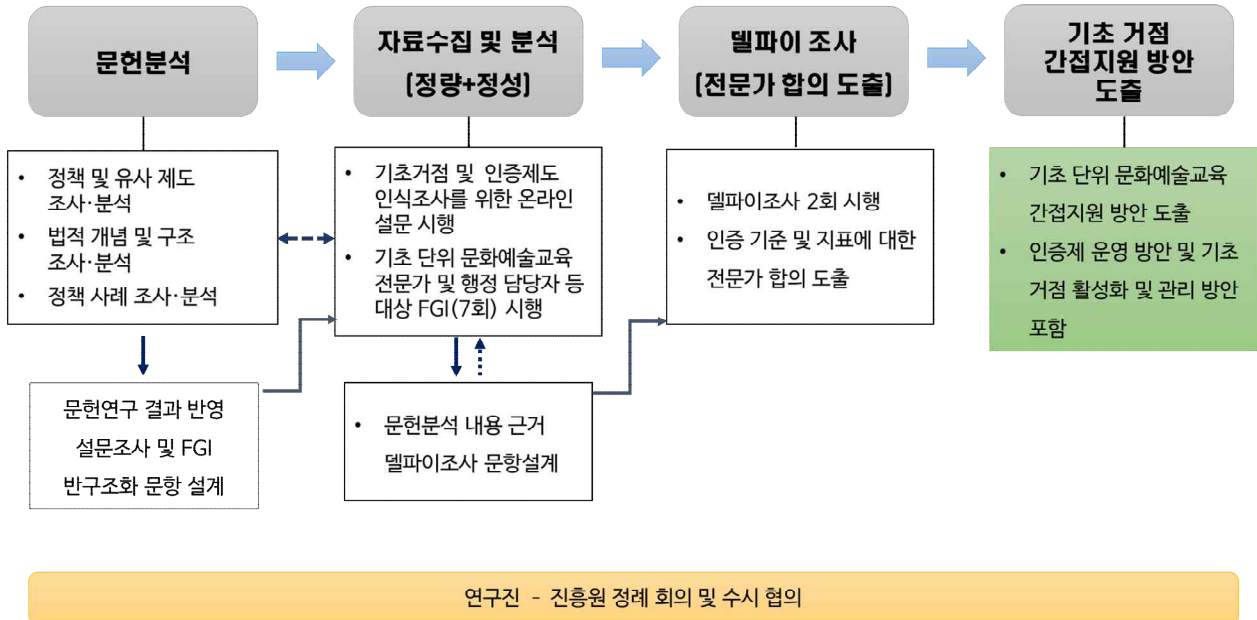 문헌분석
자료수집 및 분석
(정량+정성)
델파이 조사
(전문가 합의 도출)
기초 거점
간접지원 방안
도출
• 정책 및 유사 제도
조사·분석
• 법적 개념 및 구조
조사·분석
• 정책 사례 조사·분석
• 기초거점 및 인증제도
인식조사를 위한 온라인
설문 시행
• 기초 단위 문화예술교육
전문가 및 행정 담당자 등
대상 FGI(7회) 시행
• 델파이조사 2회 시행
• 인증 기준 및 지표에 대한
전문가 합의 도출
• 기초 단위 문화예술교육
간접지원 방안 도출
• 인증제 운영 방안 및 기초
거점 활성화 및 관리 방안
포함
문헌연구 결과 반영
설문조사 및 FGI
반구조화 문항 설계
• 문헌분석 내용 근거
델파이조사 문항설계
연구진 - 진흥원 정례 회의 및 수시 협의